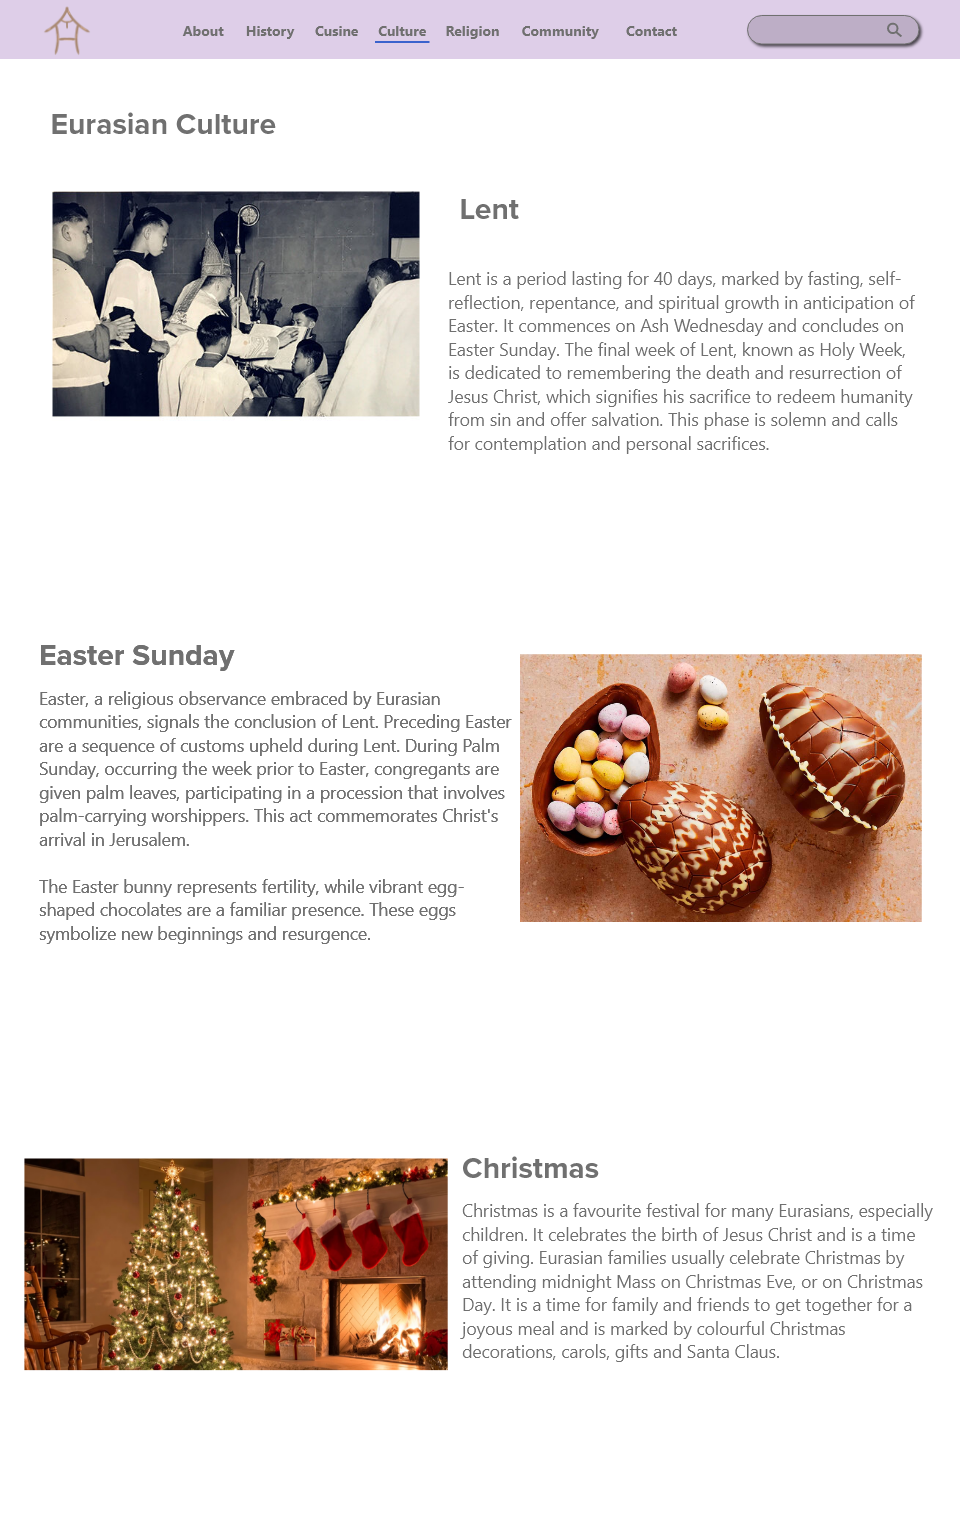 About History Cusine Culture Religion Community Contact
Eurasian Culture
Lent
Lent is a period lasting for 40 days, marked by fasting, self-
reflection, repentance, and spiritual growth in anticipation of
Easter. It commences on Ash Wednesday and concludes on
Easter Sunday. The final week of Lent, known as Holy Week,
is dedicated to remembering the death and resurrection of
Jesus Christ, which signifies his sacrifice to redeem humanity
from sin and offer salvation. This phase is solemn and calls
for contemplation and personal sacrifices.
Easter Sunday
Easter, a religious observance embraced by Eurasian
communities, signals the conclusion of Lent. Preceding Easter
are a sequence of customs upheld during Lent. During Palm
Sunday, occurring the week prior to Easter, congregants are
given palm leaves, participating in a procession that involves
palm-carrying worshippers. This act commemorates Christ's
arrival in Jerusalem.
The Easter bunny represents fertility, while vibrant egg-
shaped chocolates are a familiar presence. These eggs
symbolize new beginnings and resurgence.
Christmas
Christmas is a favourite festival for many Eurasians, especially
children. It celebrates the birth of Jesus Christ and is a time
of giving. Eurasian families usually celebrate Christmas by
attending midnight Mass on Christmas Eve, or on Christmas
Day. It is a time for family and friends to get together for a
joyous meal and is marked by colourful Christmas
decorations, carols, gifts and Santa Claus.